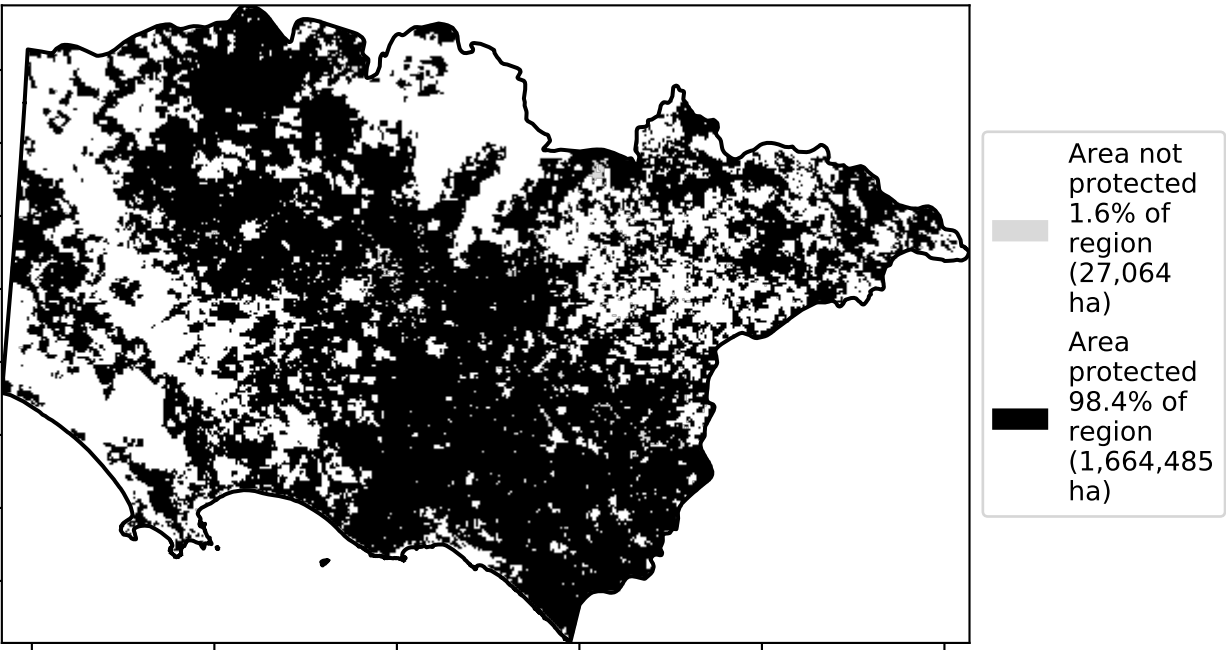 Area not
protected
1.6% of
region
(27,064
ha)
Area
protected
98.4% of
region
(1,664,485
ha)